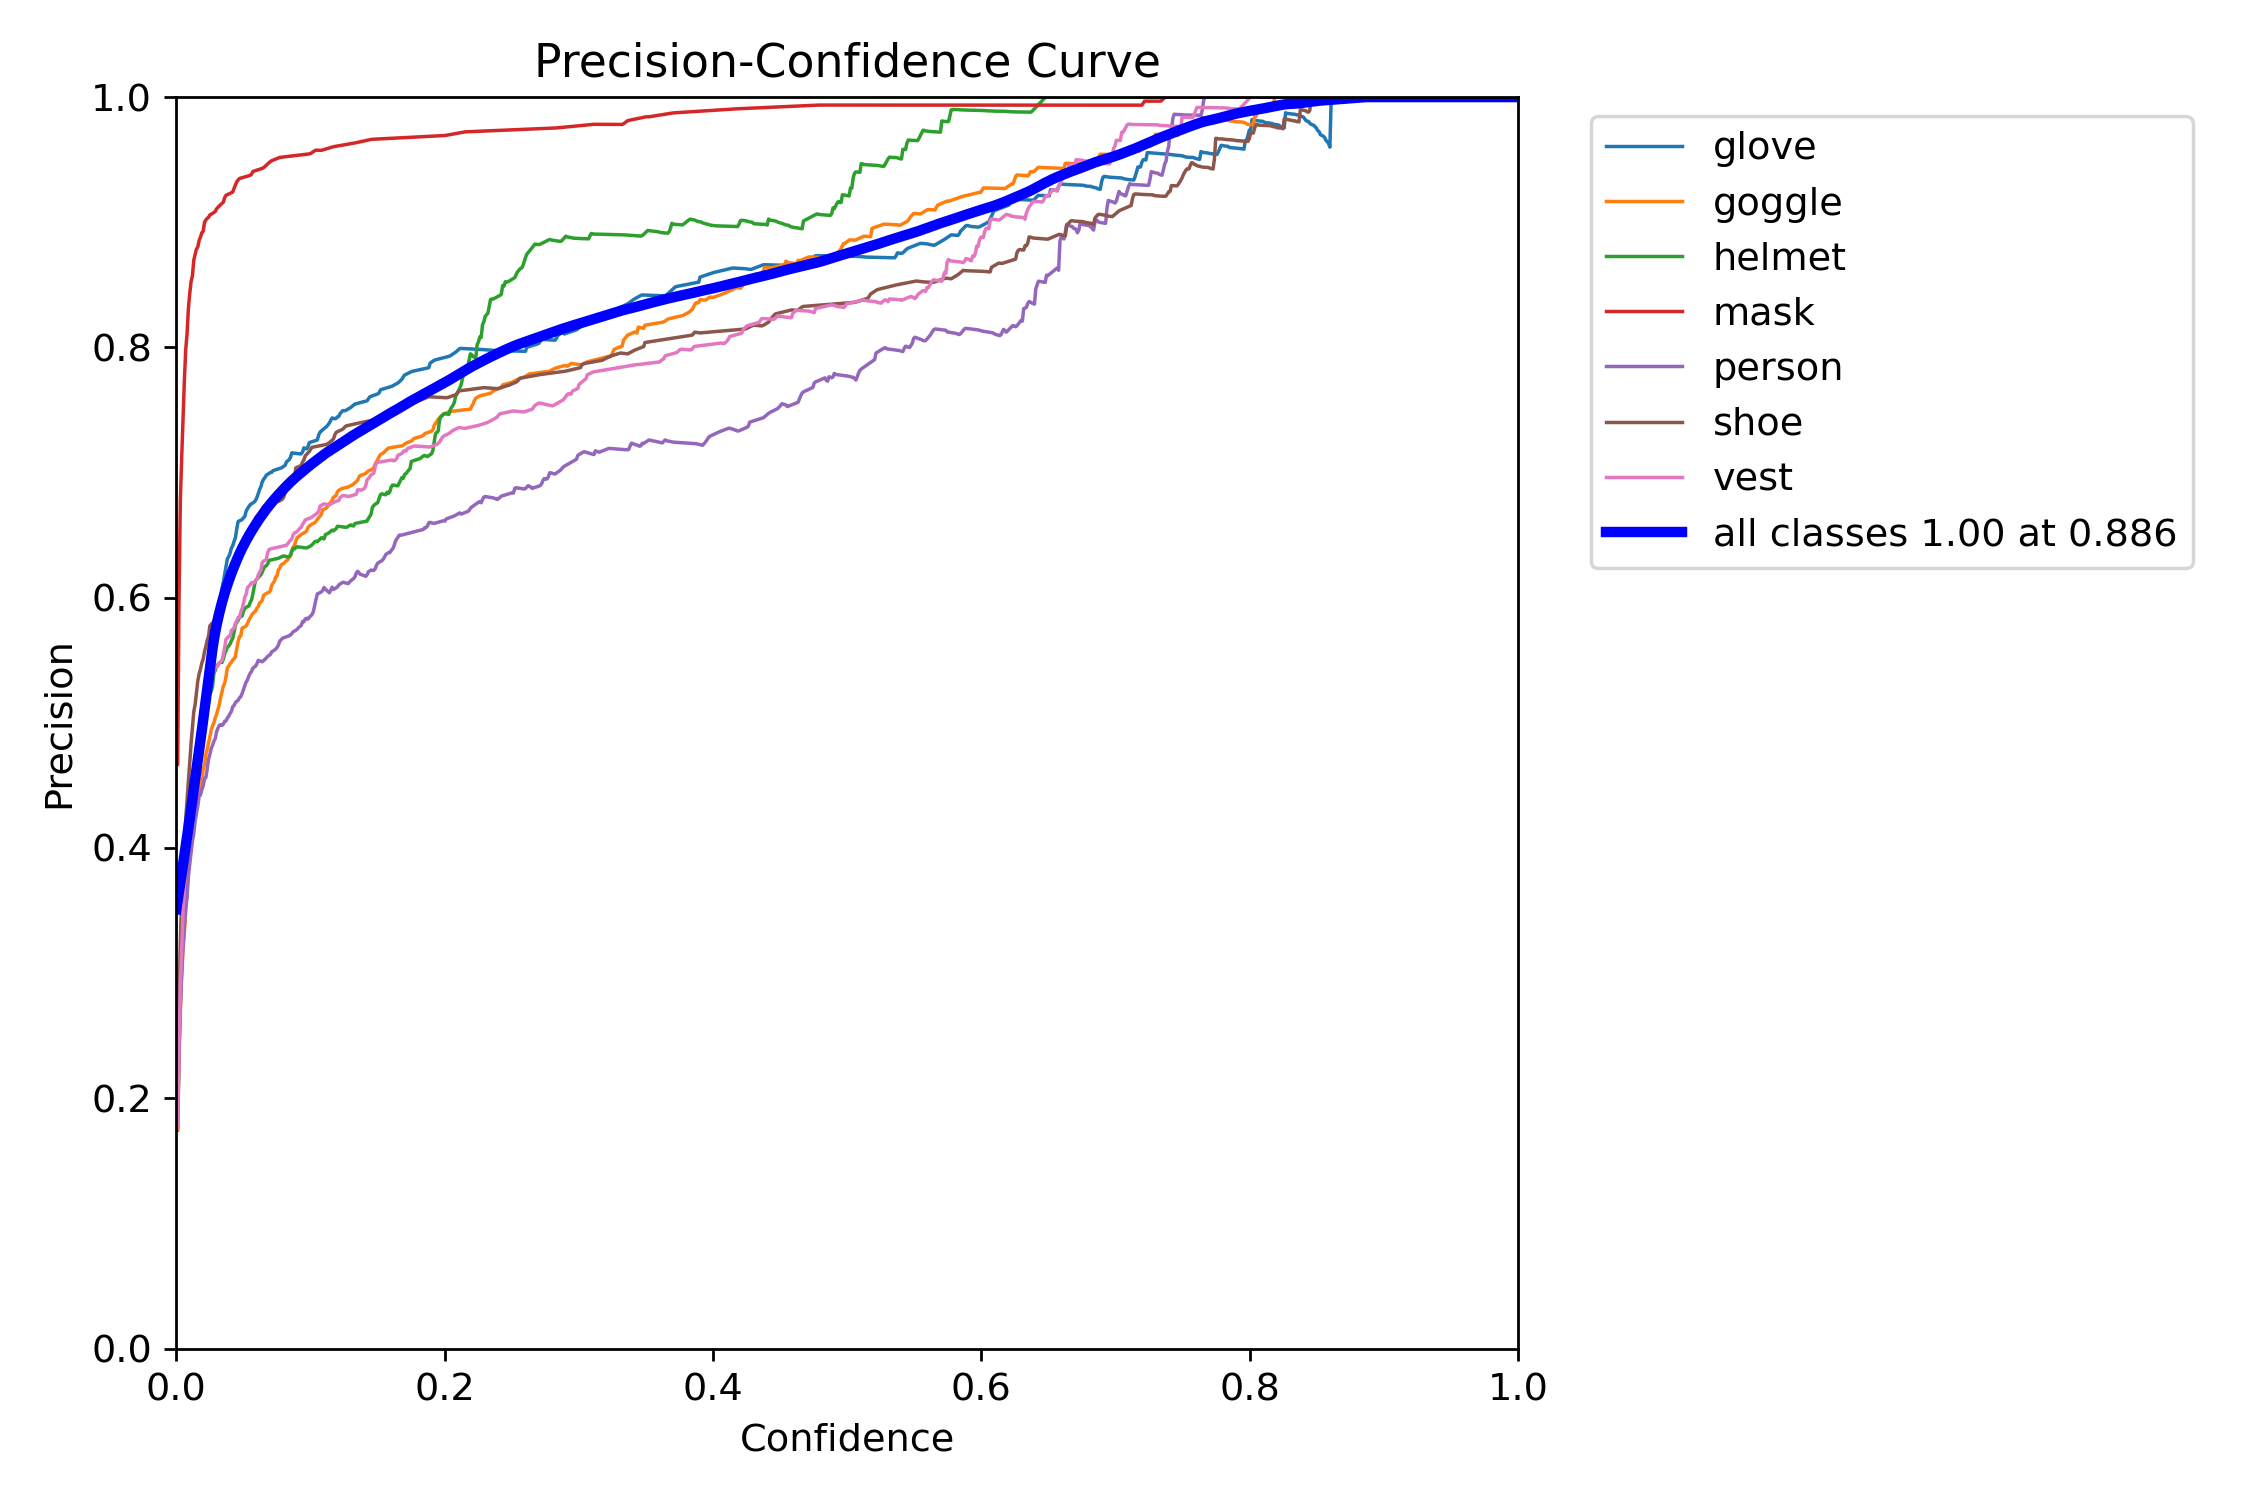 Precision-Confidence Curve
1.0
0.8
0.6
0.4
0.2
0.0
Precision
0.0 0.2 0.4 0.6 0.8 1.0
Confidence
glove
goggle
helmet
mask
person
shoe
vest
all classes 1.00 at 0.886